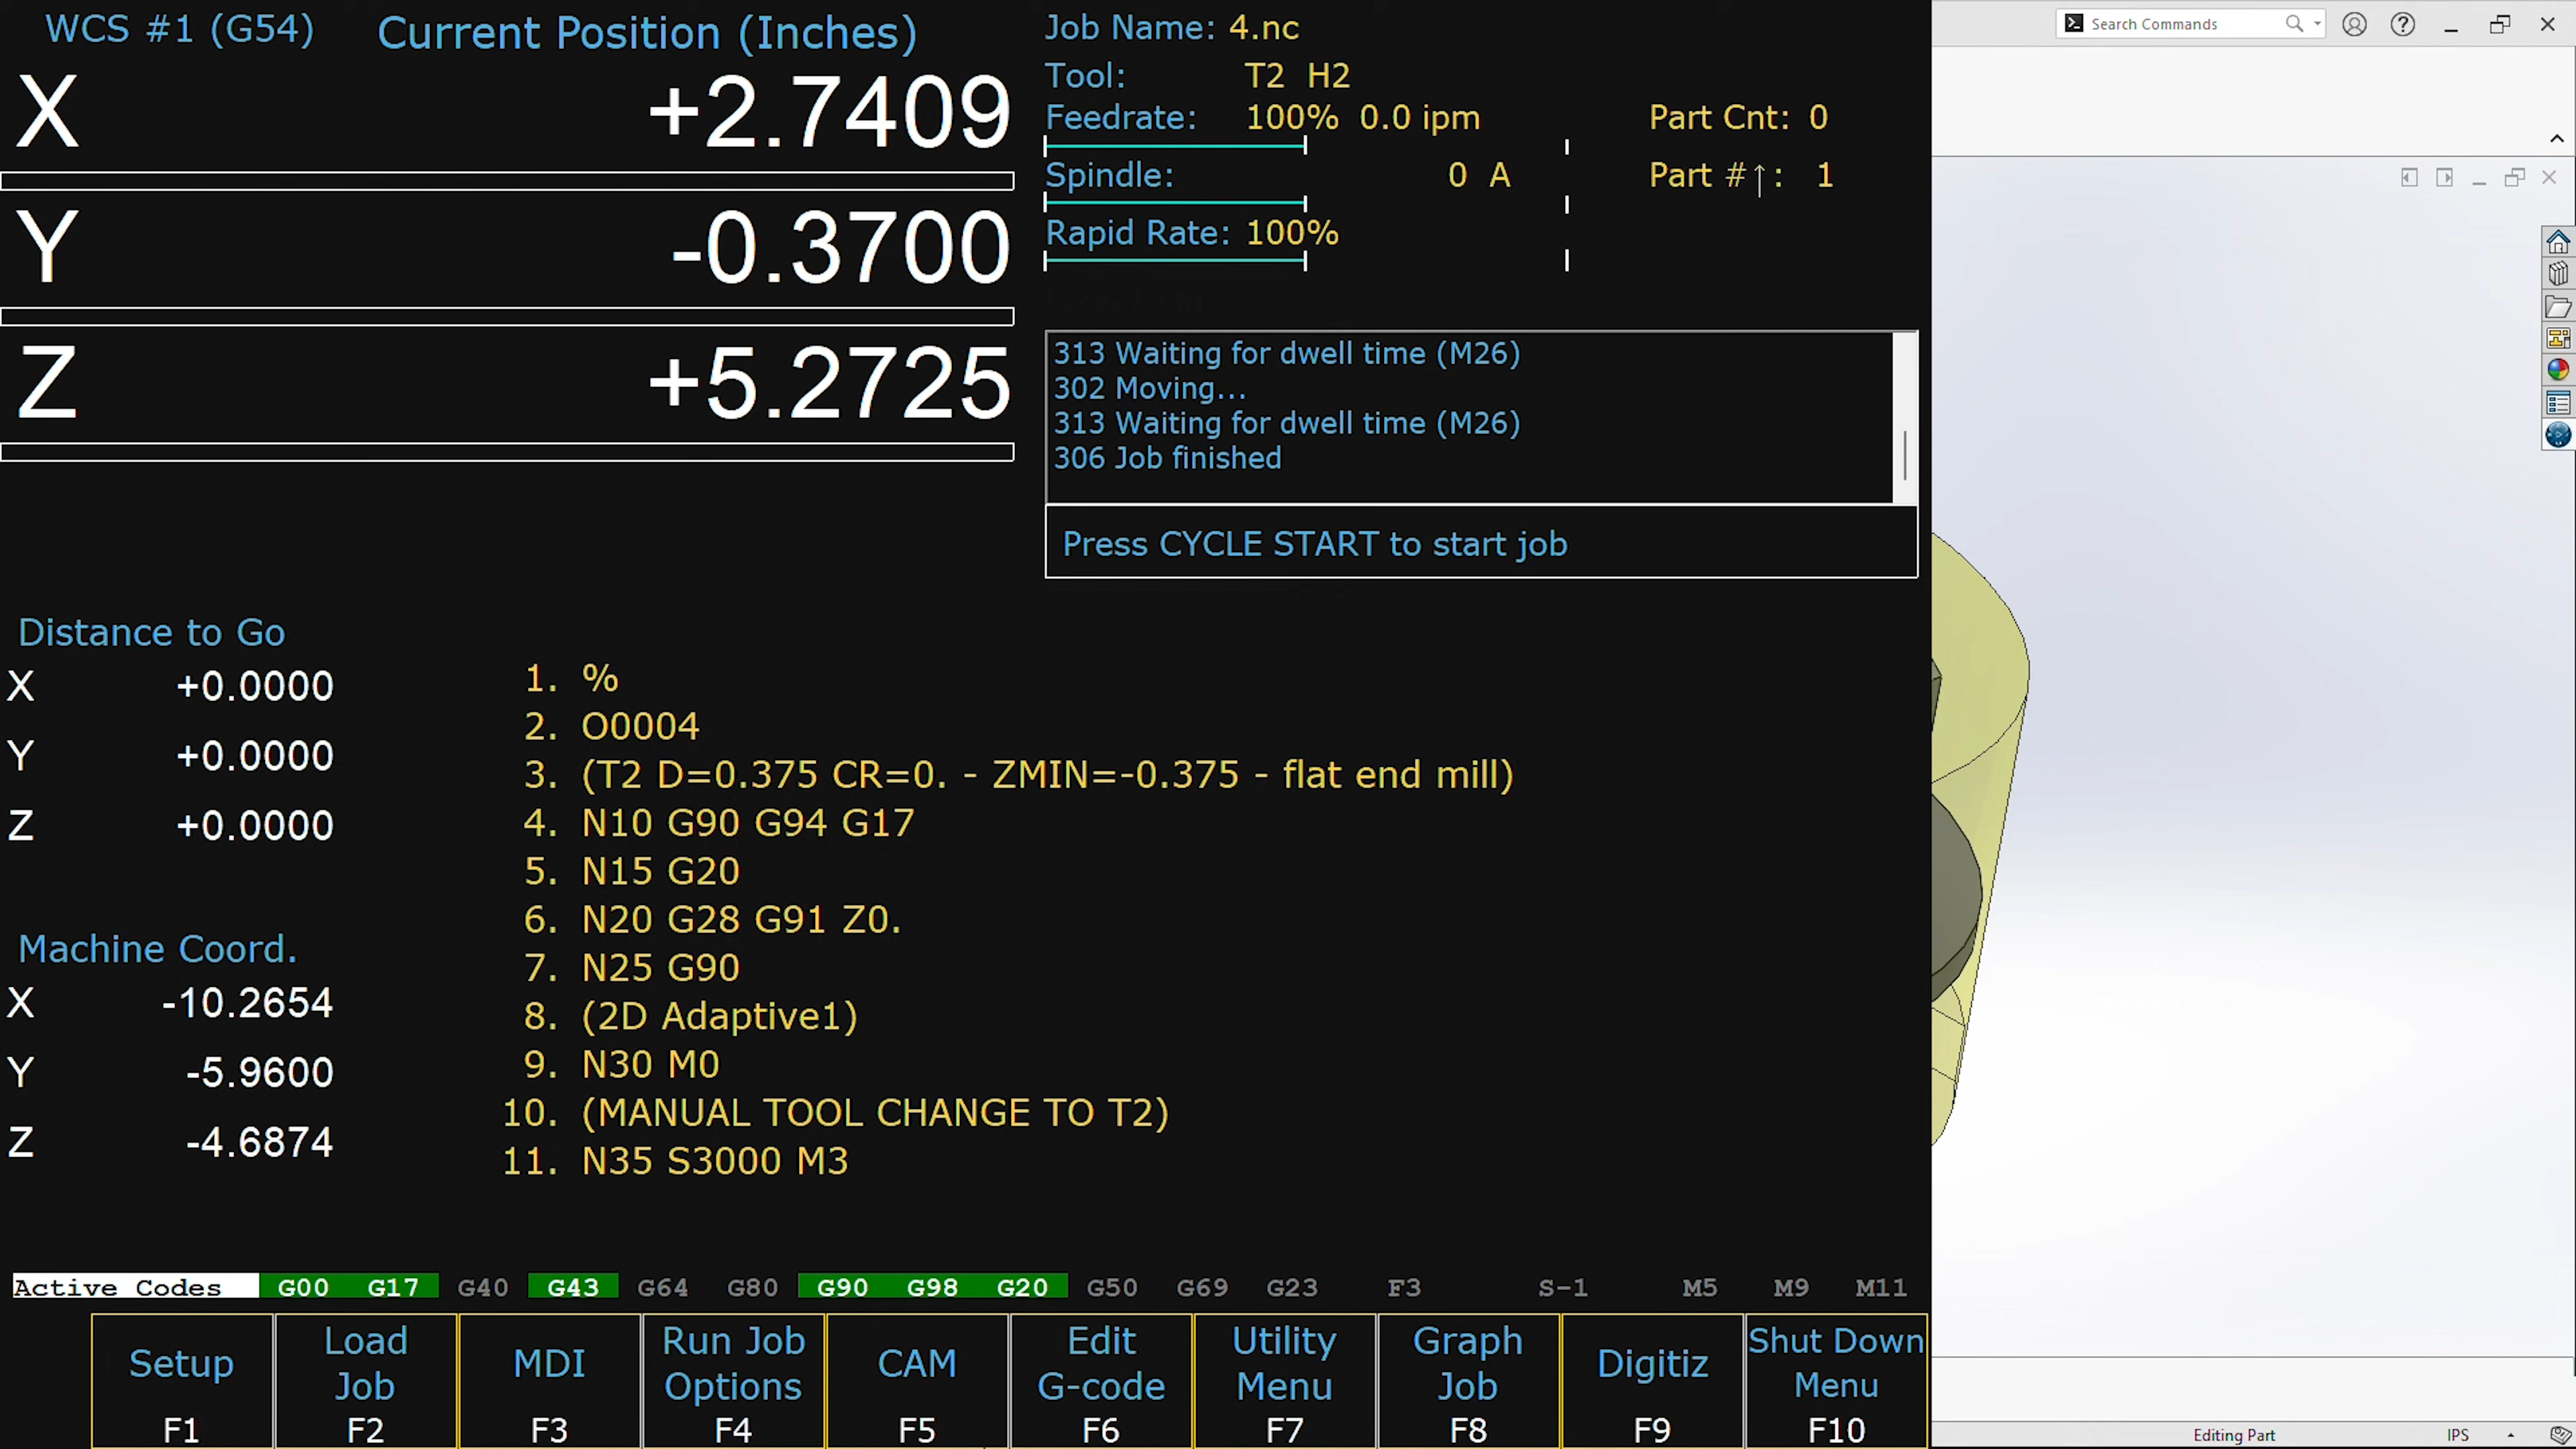 WCS #1 (G54)
Current Position (Inches)
X +2.7409
Y -0.3700
Z +5.2725
Job Name: 4.nc
Tool: T2 H2
Feedrate: 100% 0.0 ipm
Part Cnt: 0
Spindle: 0 A
Part #↑: 1
Rapid Rate: 100%
313 Waiting for dwell time (M26)
302 Moving...
313 Waiting for dwell time (M26)
306 Job finished
Press CYCLE START to start job
Distance to Go
X +0.0000
Y +0.0000
Z +0.0000
Machine Coord.
X -10.2654
Y -5.9600
Z -4.6874
1. %
2. O0004
3. (T2 D=0.375 CR=0. - ZMIN=-0.375 - flat end mill)
4. N10 G90 G94 G17
5. N15 G20
6. N20 G28 G91 Z0.
7. N25 G90
8. (2D Adaptive1)
9. N30 M0
10. (MANUAL TOOL CHANGE TO T2)
11. N35 S3000 M3
Active Codes G00 G17 G40 G43 G64 G80 G90 G98 G20 G50 G69 G23 F3 S-1 M5 M9 M11
Setup
F1
Load
Job
F2
MDI
F3
Run Job
Options
F4
CAM
F5
Edit
G-code
F6
Utility
Menu
F7
Graph
Job
F8
Digitiz
F9
Shut Down
Menu
F10
Search Commands
Editing Part
IPS